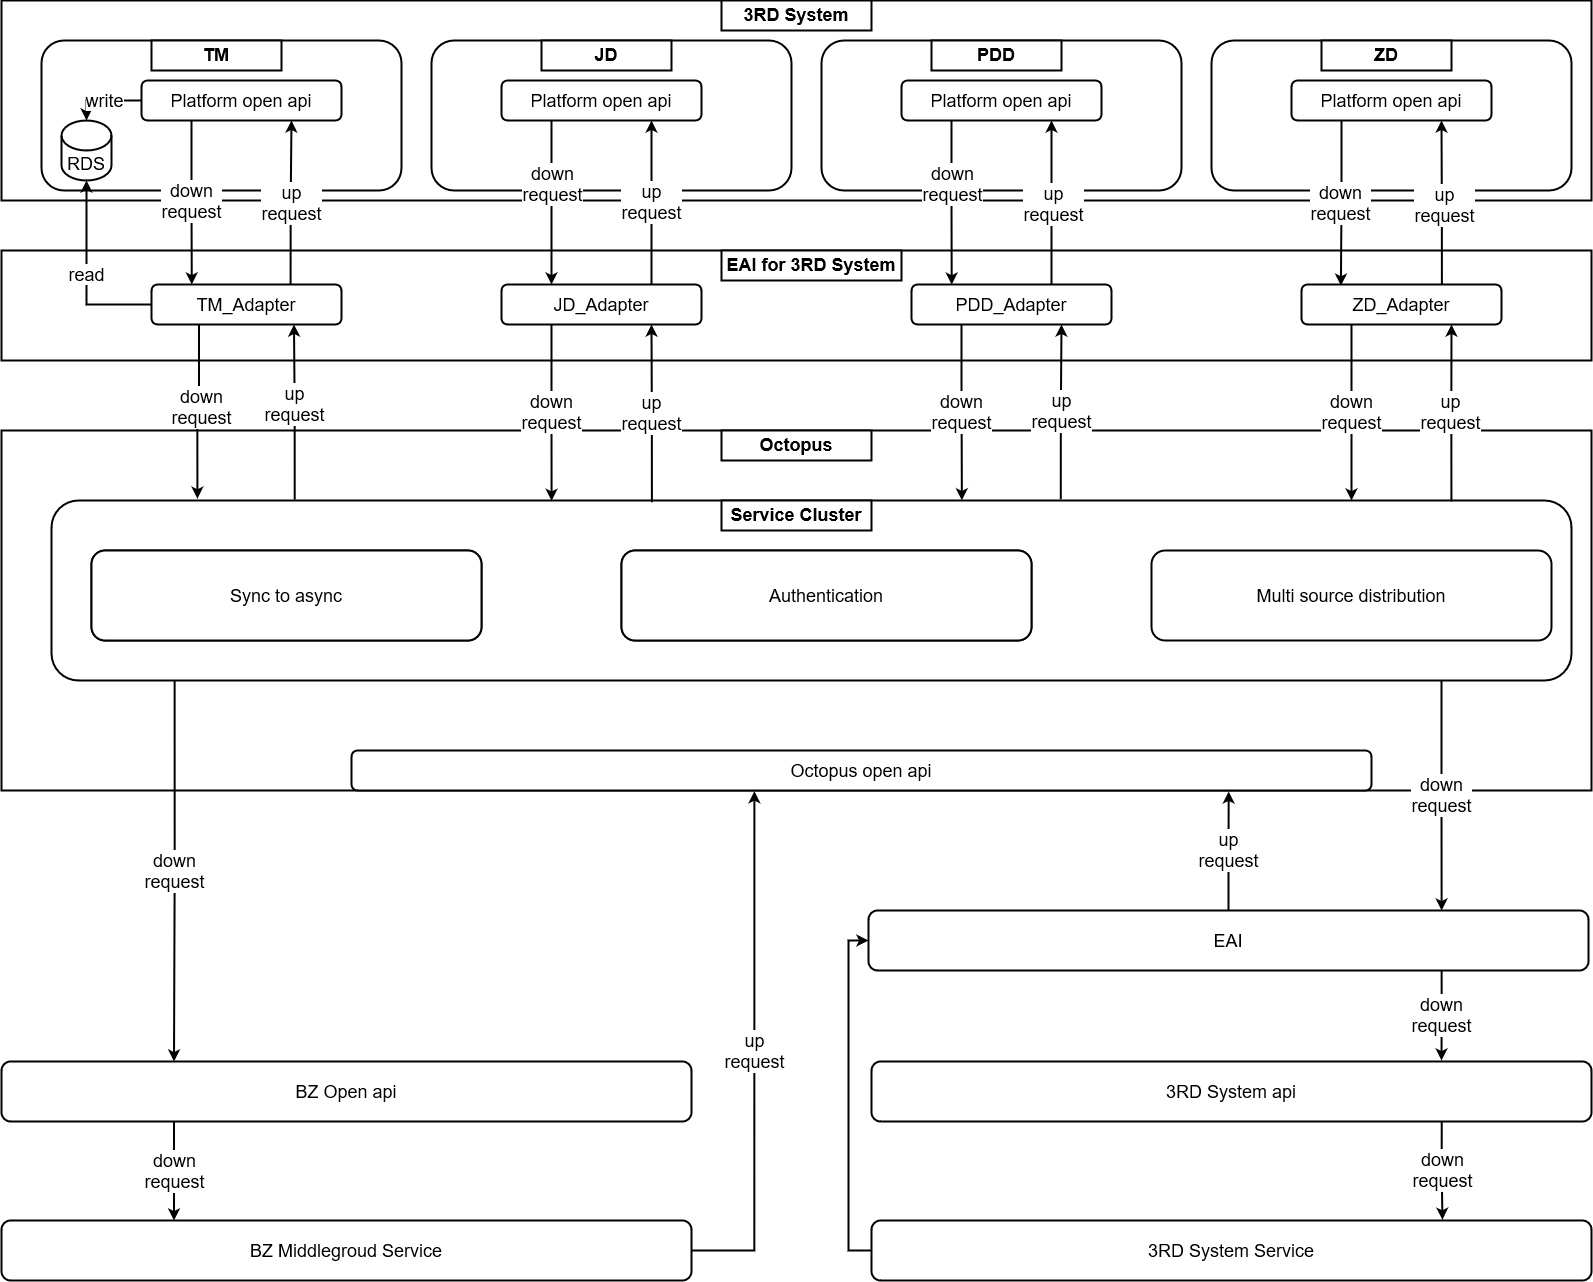 3RD System
TM
JD
PDD
ZD
write
Platform open api
Platform open api
Platform open api
Platform open api
RDS
down
request
up
request
down
request
up
request
down
request
up
request
down
request
up
request
read
EAI for 3RD System
TM_Adapter
JD_Adapter
PDD_Adapter
ZD_Adapter
down
request
up
request
down
request
up
request
down
request
up
request
down
request
up
request
Octopus
Service Cluster
Sync to async
Authentication
Multi source distribution
Octopus open api
down
request
down
request
up
request
EAI
down
request
up
request
BZ Open api
3RD System api
down
request
down
request
BZ Middlegroud Service
3RD System Service